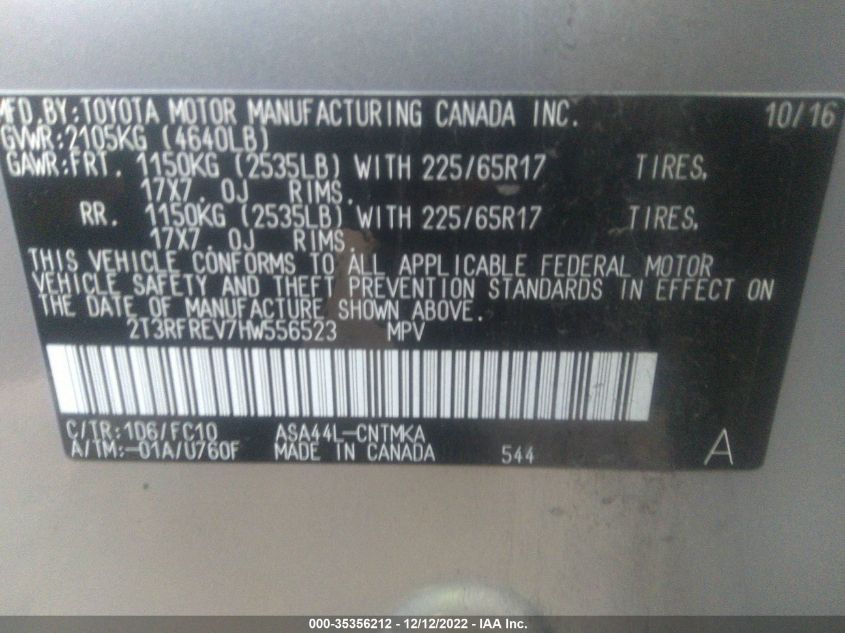 MFD.BY:TOYOTA MOTOR MANUFACTURING CANADA INC. 10/16
GVWR:2105KG (4640LB)
GAWR:FRT. 1150KG (2535LB) WITH 225/65R17 TIRES,
17X7.0J RIMS.
RR. 1150KG (2535LB) WITH 225/65R17 TIRES,
17X7.0J RIMS.
THIS VEHICLE CONFORMS TO ALL APPLICABLE FEDERAL MOTOR
VEHICLE SAFETY AND THEFT PREVENTION STANDARDS IN EFFECT ON
THE DATE OF MANUFACTURE SHOWN ABOVE.
2T3RFREV7HW556523 MPV
C/TR:1D6/FC10 ASA44L-CNTMKA
A/TM:-01A/U760F MADE IN CANADA 544 A
000-35356212 - 12/12/2022 - IAA Inc.